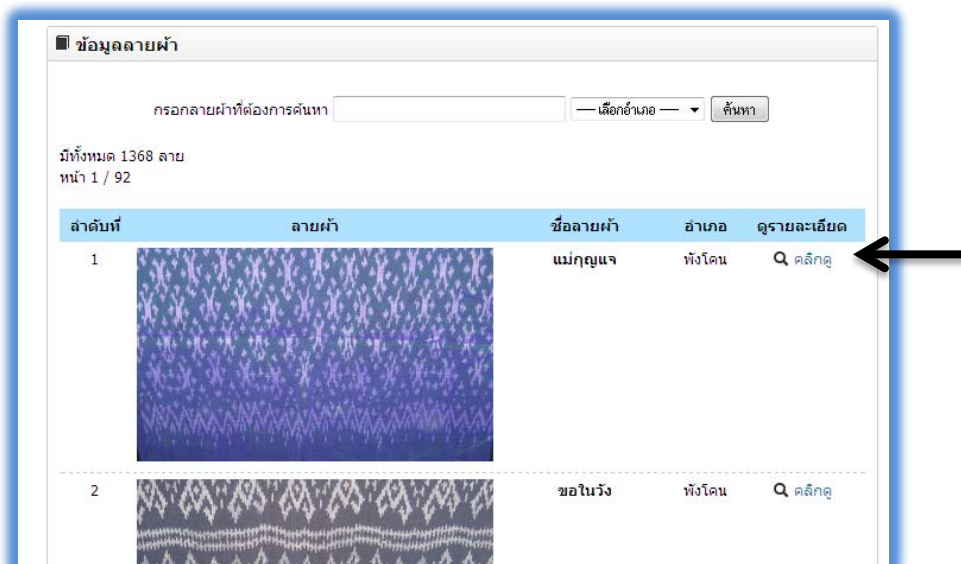 ข้อมูลลายผ้า
กรอกลายผ้าที่ต้องการค้นหา — เลือกอำเภอ — ค้นหา
มีทั้งหมด 1368 ลาย
หน้า 1 / 92
ลำดับที่ ลายผ้า ชื่อลายผ้า อำเภอ ดูรายละเอียด
1 แม่กุญแจ พังโคน คลิกดู
2 ขอในวัง พังโคน คลิกดู